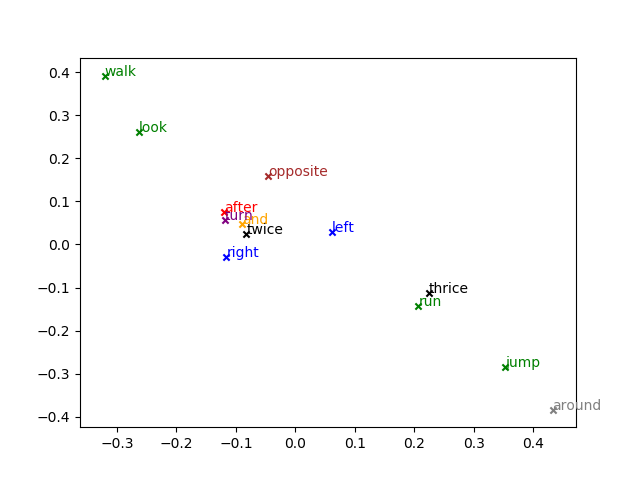 walk
look
opposite
after
turn
and
twice
left
right
thrice
run
jump
around
0.4
0.3
0.2
0.1
0.0
−0.1
−0.2
−0.3
−0.4
−0.3 −0.2 −0.1 0.0 0.1 0.2 0.3 0.4